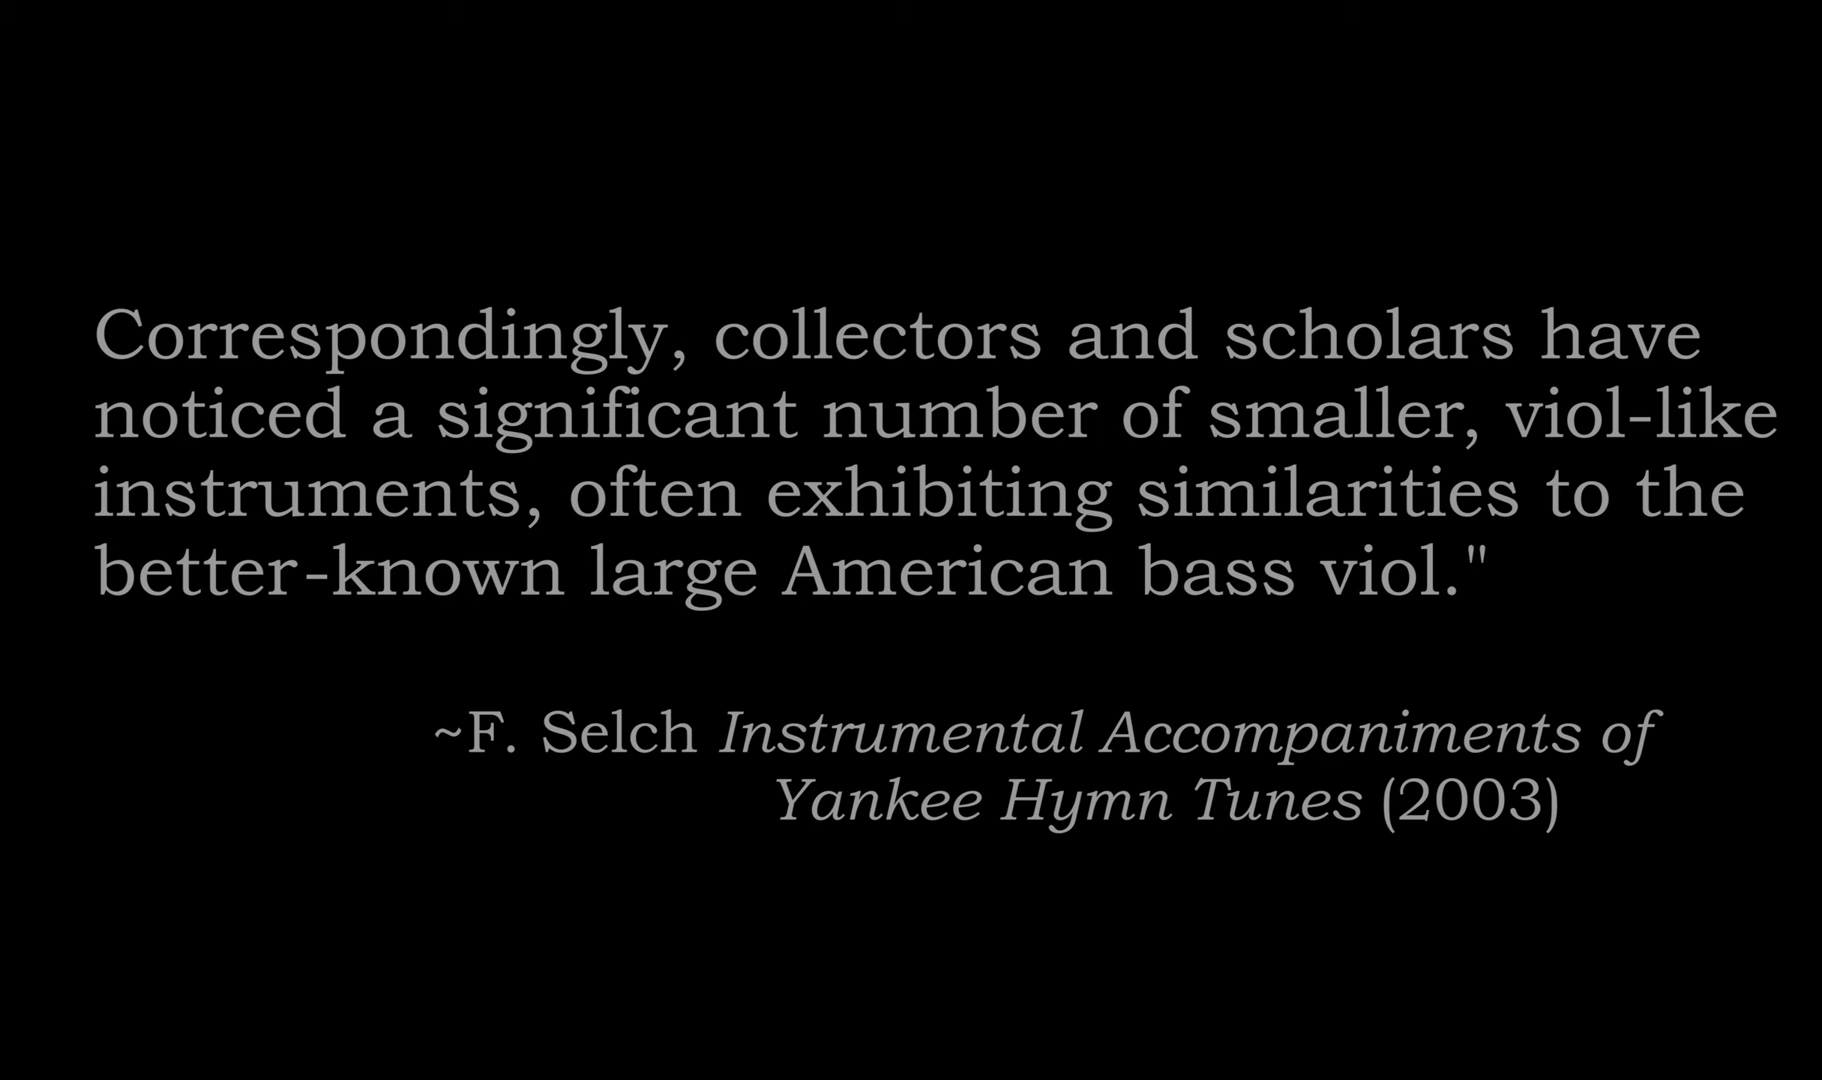 Correspondingly, collectors and scholars have
noticed a significant number of smaller, viol-like
instruments, often exhibiting similarities to the
better-known large American bass viol."
~F. Selch Instrumental Accompaniments of
Yankee Hymn Tunes (2003)